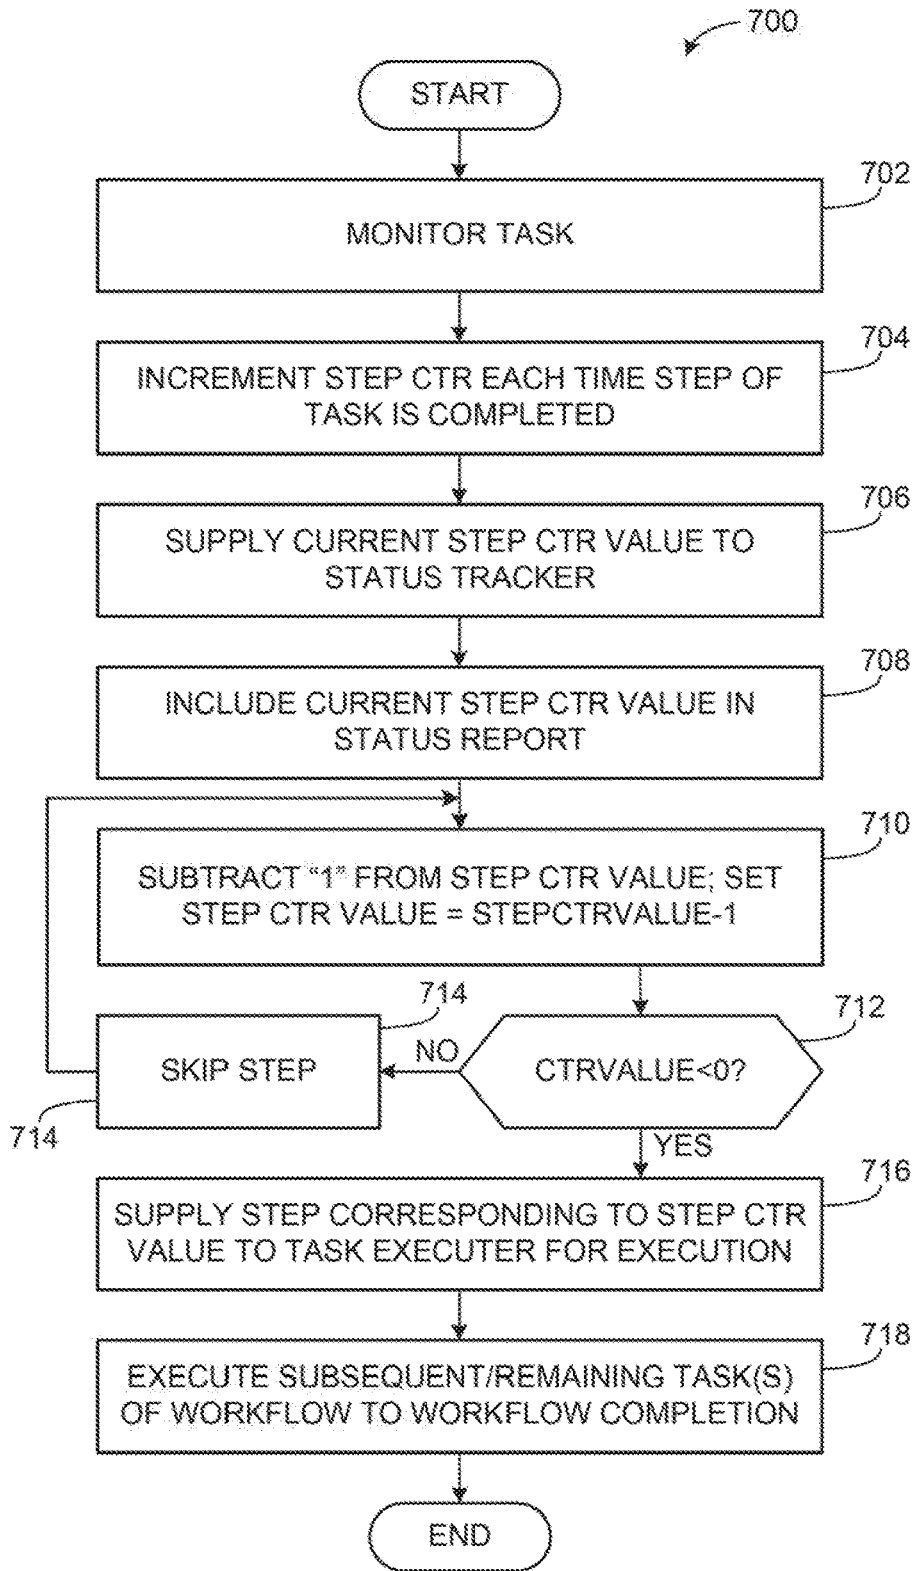 700
START
702
MONITOR TASK
704
INCREMENT STEP CTR EACH TIME STEP OF
TASK IS COMPLETED
706
SUPPLY CURRENT STEP CTR VALUE TO
STATUS TRACKER
708
INCLUDE CURRENT STEP CTR VALUE IN
STATUS REPORT
710
SUBTRACT “1” FROM STEP CTR VALUE; SET
STEP CTR VALUE = STEPCTRVALUE-1
714
712
SKIP STEP
NO
CTRVALUE<0?
714
YES
716
SUPPLY STEP CORRESPONDING TO STEP CTR
VALUE TO TASK EXECUTER FOR EXECUTION
718
EXECUTE SUBSEQUENT/REMAINING TASK(S)
OF WORKFLOW TO WORKFLOW COMPLETION
END